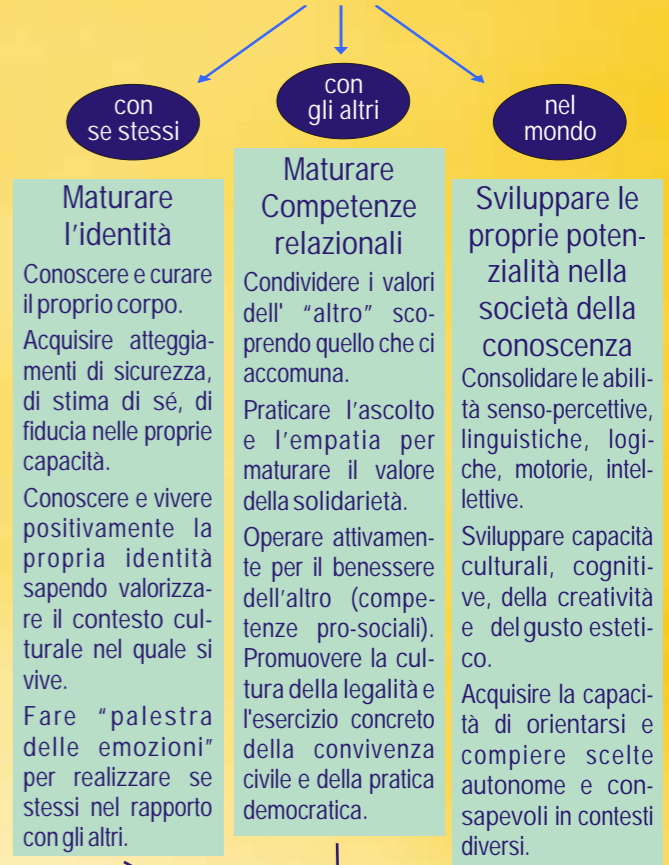 con
se stessi
Maturare
l'identità
Conoscere e curare
il proprio corpo.
Acquisire atteggia-
menti di sicurezza,
di stima di sé, di
fiducia nelle proprie
capacità.
Conoscere e vivere
positivamente la
propria identità
sapendo valorizza-
re il contesto cul-
turale nel quale si
vive.
Fare "palestra
delle emozioni"
per realizzare se
stessi nel rapporto
con gli altri.
con
gli altri
Maturare
Competenze
relazionali
Condividere i valori
dell' "altro" sco-
prendo quello che ci
accomuna.
Praticare l'ascolto
e l'empatia per
maturare il valore
della solidarietà.
Operare attivamen-
te per il benessere
dell'altro (compe-
tenze pro-sociali).
Promuovere la cul-
tura della legalità e
l'esercizio concreto
della convivenza
civile e della pratica
democratica.
nel
mondo
Sviluppare le
proprie poten-
zialità nella
società della
conoscenza
Consolidare le abili-
tà senso-percettive,
linguistiche, logi-
che, motorie, intel-
lettive.
Sviluppare capacità
culturali, cogniti-
ve, della creatività
e del gusto esteti-
co.
Acquisire la capaci-
tà di orientarsi e
compiere scelte
autonome e con-
sapevoli in contesti
diversi.